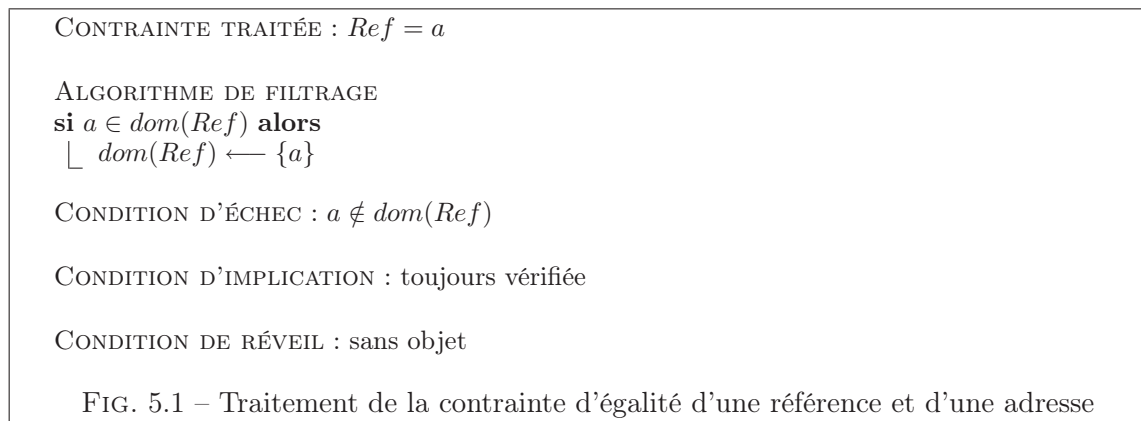 CONTRAINTE TRAITÉE : Ref = a
ALGORITHME DE FILTRAGE
si a ∈ dom(Ref) alors
dom(Ref) ⟵ {a}
CONDITION D'ÉCHEC : a ∉ dom(Ref)
CONDITION D'IMPLICATION : toujours vérifiée
CONDITION DE RÉVEIL : sans objet
FIG. 5.1 – Traitement de la contrainte d'égalité d'une référence et d'une adresse